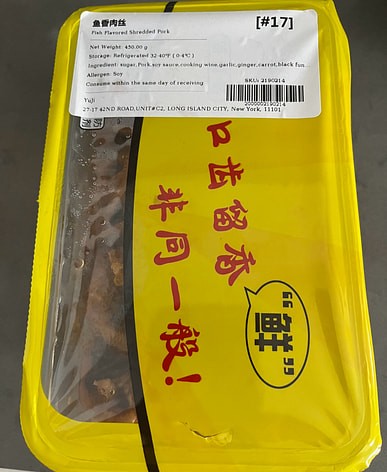 鱼香肉丝
[#17]
Fish Flavored Shredded Pork
Net Weight: 450.00 g
Storage: Refrigerated 32-40°F ( 0-4°C )
Ingredient: sugar,Pork,soy sauce,cooking wine,garlic,ginger,carrot,black fun...
Allergen: Soy
SKU: 2190214
Consume within the same day of receiving
2005002190214
YuJi
27-17 42ND ROAD,UNIT#C2, LONG ISLAND CITY, New York, 11101
口齿留香
非同一般!
“鲜”